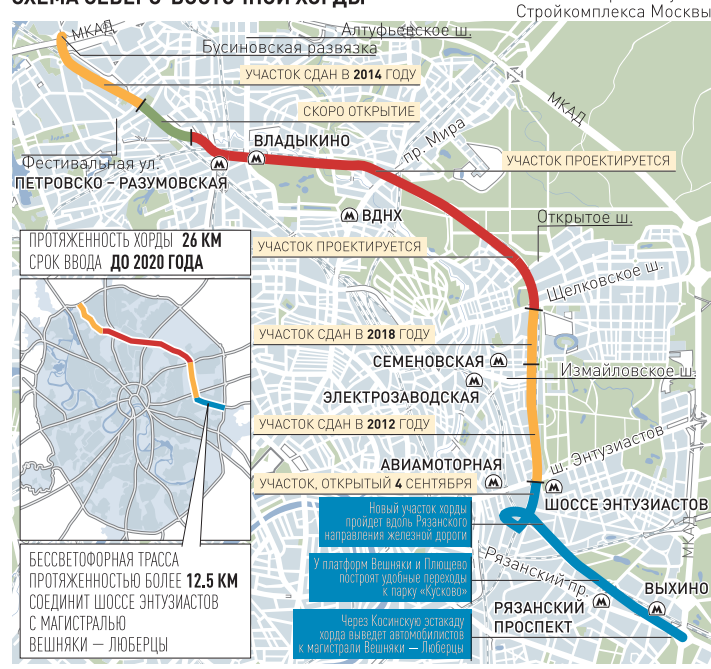 СХЕМА СЕВЕРО-ВОСТОЧНОЙ ХОРДЫ
Стройкомплекса Москвы
МКАД
Алтуфьевское ш.
Бусиновская развязка
УЧАСТОК СДАН В 2014 ГОДУ
МКАД
СКОРО ОТКРЫТИЕ
ВЛАДЫКИНО
пр. Мира
Фестивальная ул.
УЧАСТОК ПРОЕКТИРУЕТСЯ
ПЕТРОВСКО – РАЗУМОВСКАЯ
ВДНХ
Открытое ш.
ПРОТЯЖЕННОСТЬ ХОРДЫ 26 КМ
СРОК ВВОДА ДО 2020 ГОДА
УЧАСТОК ПРОЕКТИРУЕТСЯ
Щелковское ш.
УЧАСТОК СДАН В 2018 ГОДУ
СЕМЕНОВСКАЯ
Измайловское ш.
ЭЛЕКТРОЗАВОДСКАЯ
УЧАСТОК СДАН В 2012 ГОДУ
ш. Энтузиастов
АВИАМОТОРНАЯ
УЧАСТОК, ОТКРЫТЫЙ 4 СЕНТЯБРЯ
ШОССЕ ЭНТУЗИАСТОВ
Новый участок хорды
пройдет вдоль Рязанского
направления железной дороги
МКАД
У платформ Вешняки и Плющево
построят удобные переходы
к парку «Кусково»
Рязанский пр.
ВЫХИНО
РЯЗАНСКИЙ
ПРОСПЕКТ
Через Косинскую эстакаду
хорда выведет автомобилистов
к магистрали Вешняки — Люберцы
БЕССВЕТОФОРНАЯ ТРАССА
ПРОТЯЖЕННОСТЬЮ БОЛЕЕ 12.5 КМ
СОЕДИНИТ ШОССЕ ЭНТУЗИАСТОВ
С МАГИСТРАЛЬЮ
ВЕШНЯКИ — ЛЮБЕРЦЫ